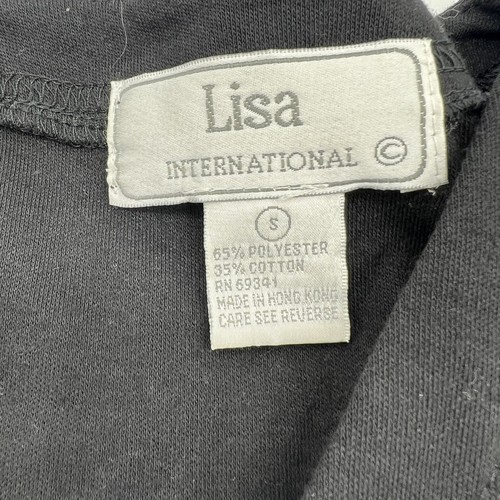 Lisa
INTERNATIONAL ©
S
65% POLYESTER
35% COTTON
RN 69341
MADE IN HONG KONG
CARE SEE REVERSE